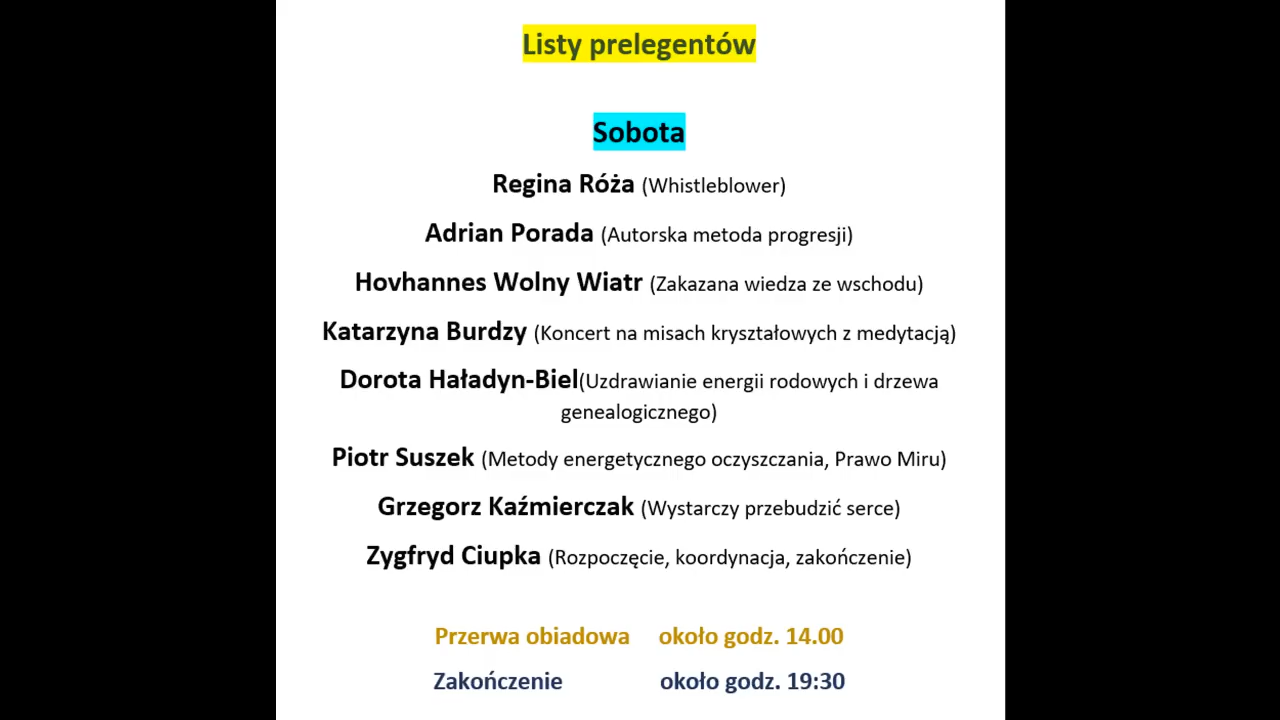 Listy prelegentów
Sobota
Regina Róża (Whistleblower)
Adrian Porada (Autorska metoda progresji)
Hovhannes Wolny Wiatr (Zakazana wiedza ze wschodu)
Katarzyna Burdzy (Koncert na misach kryształowych z medytacją)
Dorota Haładyn-Biel(Uzdrawianie energii rodowych i drzewa
genealogicznego)
Piotr Suszek (Metody energetycznego oczyszczania, Prawo Miru)
Grzegorz Kaźmierczak (Wystarczy przebudzić serce)
Zygfryd Ciupka (Rozpoczęcie, koordynacja, zakończenie)
Przerwa obiadowa około godz. 14.00
Zakończenie około godz. 19:30